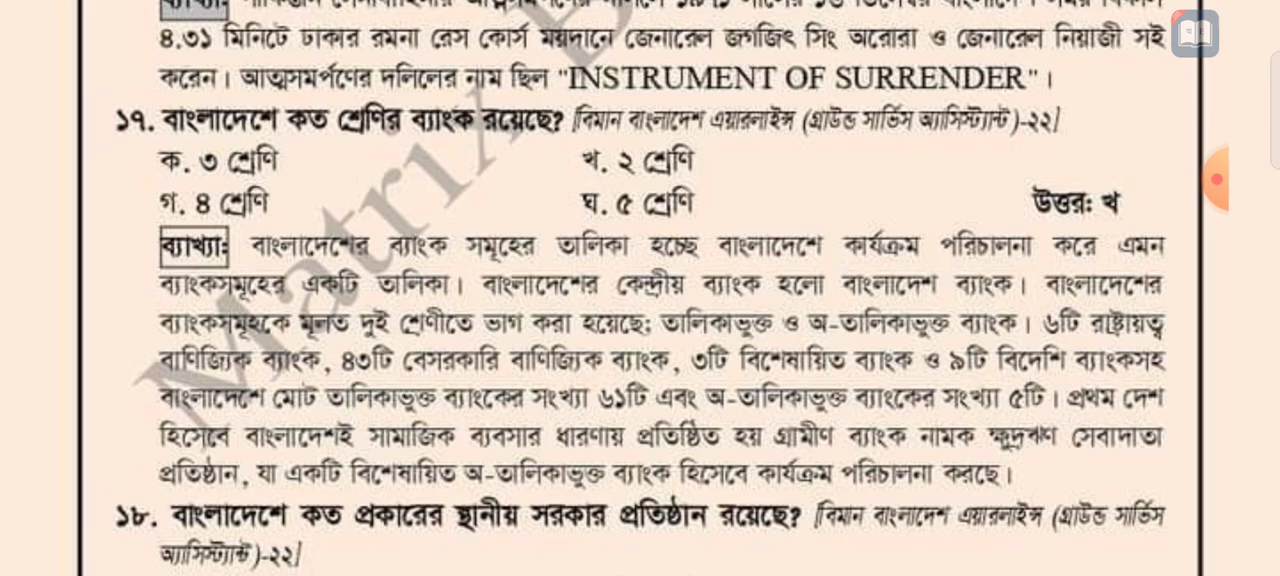 ব্যাখ্যা:
৪.৩১ মিনিটে ঢাকার রমনা রেস কোর্স ময়দানে জেনারেল জগজিৎ সিং অরোরা ও জেনারেল নিয়াজী সই
করেন। আত্মসমর্পণের দলিলের নাম ছিল "INSTRUMENT OF SURRENDER"।
১৭. বাংলাদেশে কত শ্রেণির ব্যাংক রয়েছে? [বিমান বাংলাদেশ এয়ারলাইন্স (গ্রাউন্ড সার্ভিস অ্যাসিস্ট্যান্ট)-২২]
ক. ৩ শ্রেণি খ. ২ শ্রেণি
গ. ৪ শ্রেণি ঘ. ৫ শ্রেণি উত্তর: খ
ব্যাখ্যা: বাংলাদেশের ব্যাংক সমূহের তালিকা হচ্ছে বাংলাদেশে কার্যক্রম পরিচালনা করে এমন
ব্যাংকসমূহের একটি তালিকা। বাংলাদেশের কেন্দ্রীয় ব্যাংক হলো বাংলাদেশ ব্যাংক। বাংলাদেশের
ব্যাংকসমূহকে মূলত দুই শ্রেণীতে ভাগ করা হয়েছে: তালিকাভুক্ত ও অ-তালিকাভুক্ত ব্যাংক। ৬টি রাষ্ট্রায়ত্ব
বাণিজ্যিক ব্যাংক, ৪৩টি বেসরকারি বাণিজ্যিক ব্যাংক, ৩টি বিশেষায়িত ব্যাংক ও ৯টি বিদেশি ব্যাংকসহ
বাংলাদেশে মোট তালিকাভুক্ত ব্যাংকের সংখ্যা ৬১টি এবং অ-তালিকাভুক্ত ব্যাংকের সংখ্যা ৫টি। প্রথম দেশ
হিসেবে বাংলাদেশই সামাজিক ব্যবসার ধারণায় প্রতিষ্ঠিত হয় গ্রামীণ ব্যাংক নামক ক্ষুদ্রঋণ সেবাদাতা
প্রতিষ্ঠান, যা একটি বিশেষায়িত অ-তালিকাভুক্ত ব্যাংক হিসেবে কার্যক্রম পরিচালনা করছে।
১৮. বাংলাদেশে কত প্রকারের স্থানীয় সরকার প্রতিষ্ঠান রয়েছে? [বিমান বাংলাদেশ এয়ারলাইন্স (গ্রাউন্ড সার্ভিস
অ্যাসিস্ট্যান্ট)-২২]
Matrix